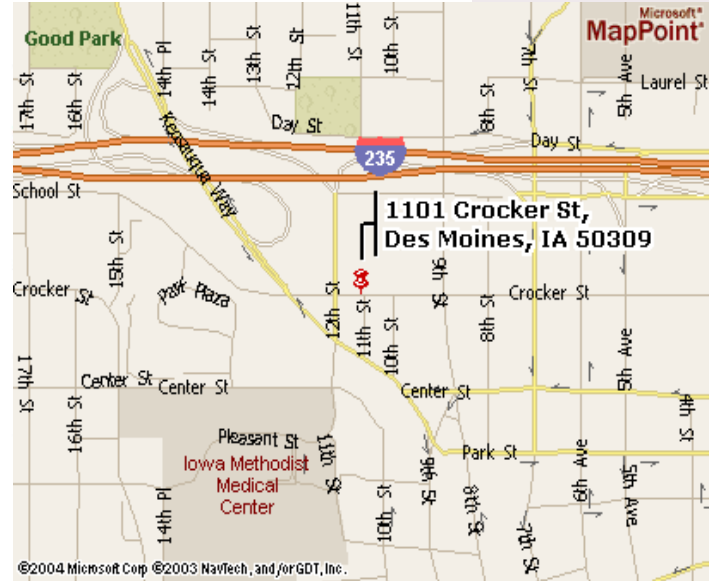 Microsoft®
MapPoint®
Good Park
17th St
16th St
14th Pl
14th St
13th St
12th St
11th St
10th St
7th St
5th Ave
Laurel St
8th St
Day St
Day St
235
Keosauqua Way
School St
1101 Crocker St,
Des Moines, IA 50309
15th St
9th St
Crocker St
Park Plaza
Crocker St
12th St
11th St
10th St
8th St
5th Ave
17th St
Center St
Center St
Center St
4th St
16th St
Pleasant St
11th St
Park St
Iowa Methodist
Medical
Center
14th Pl
10th St
9th St
8th St
7th St
6th Ave
5th Ave
©2004 Microsoft Corp ©2003 NavTech, and/or GDT, Inc.